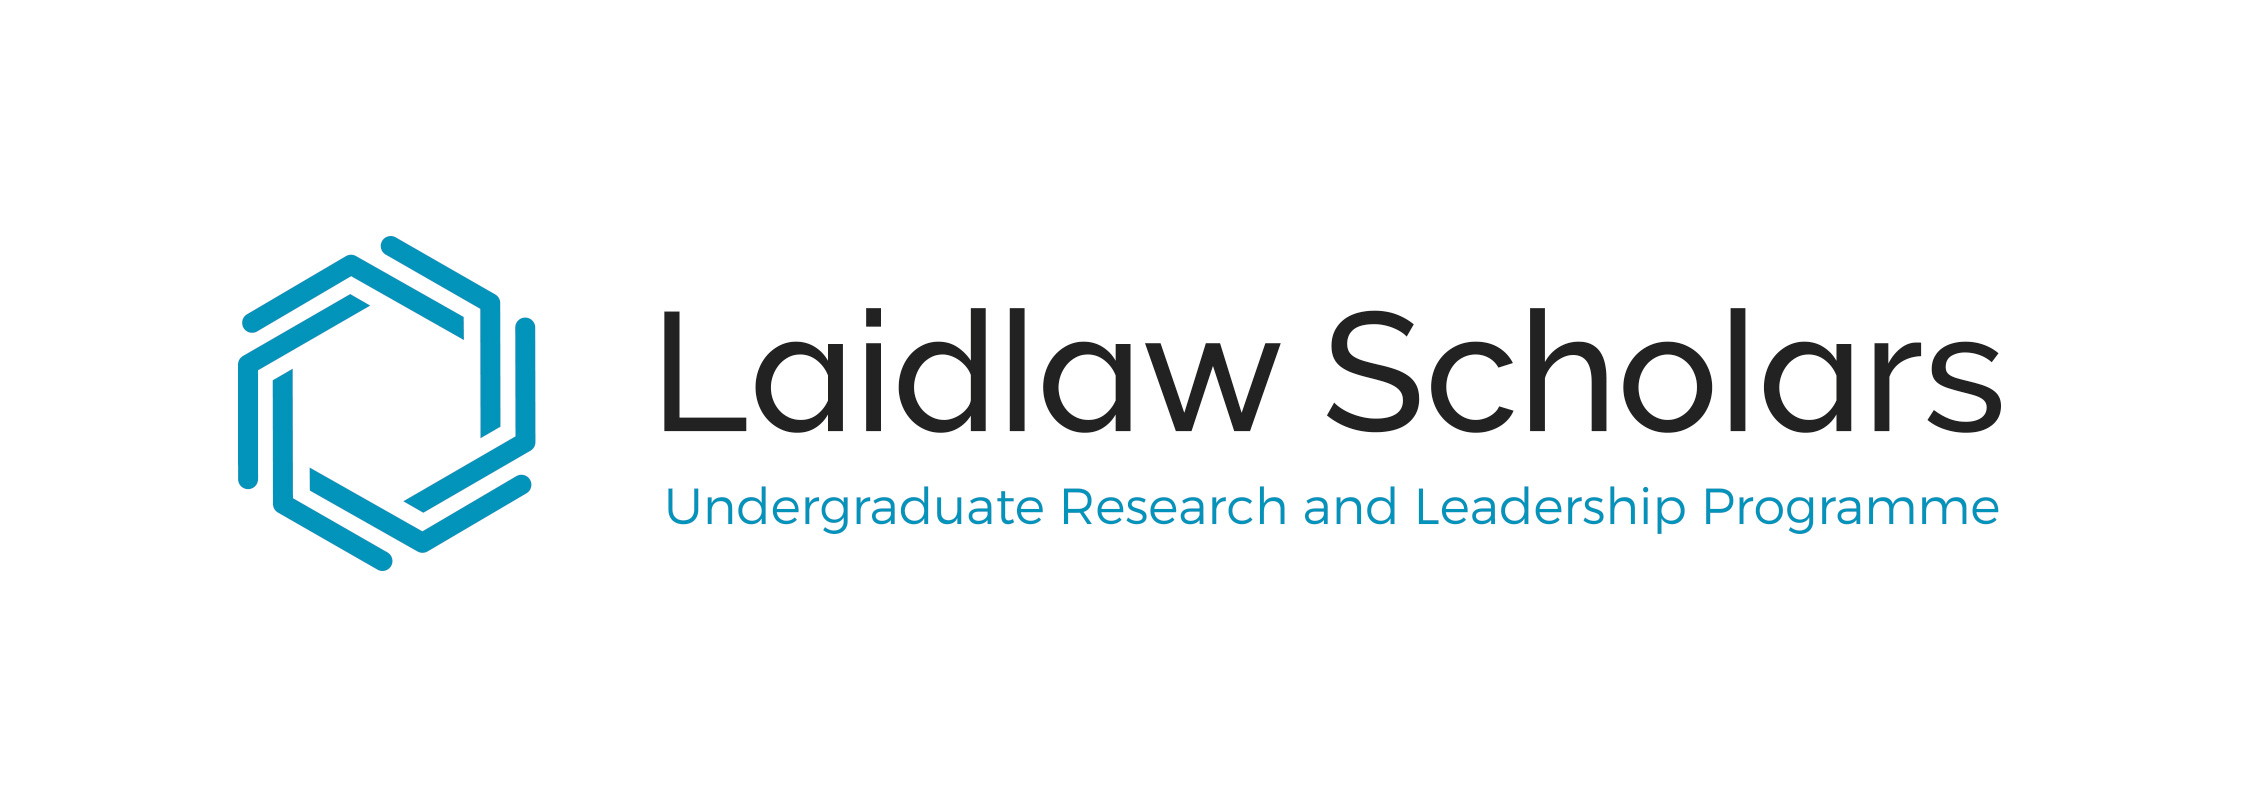 Laidlaw Scholars
Undergraduate Research and Leadership Programme